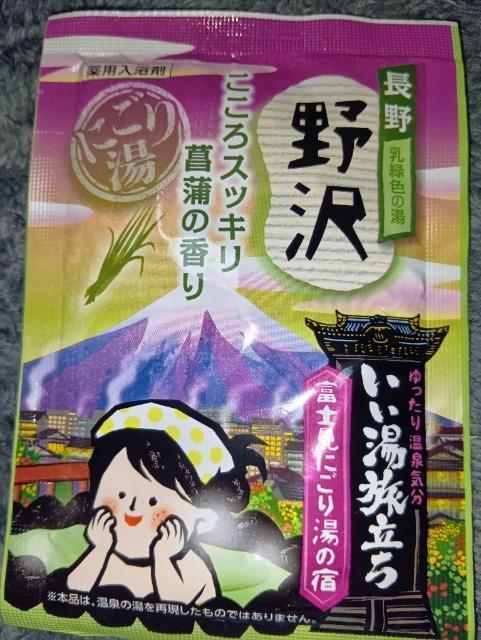 薬用入浴剤
にごり
湯
こころスッキリ
菖蒲の香り
長野
乳緑色の湯
野沢
ゆったり温泉気分
いい湯旅立ち
富士見にごり湯の宿
※本品は、温泉の湯を再現したものではありません。